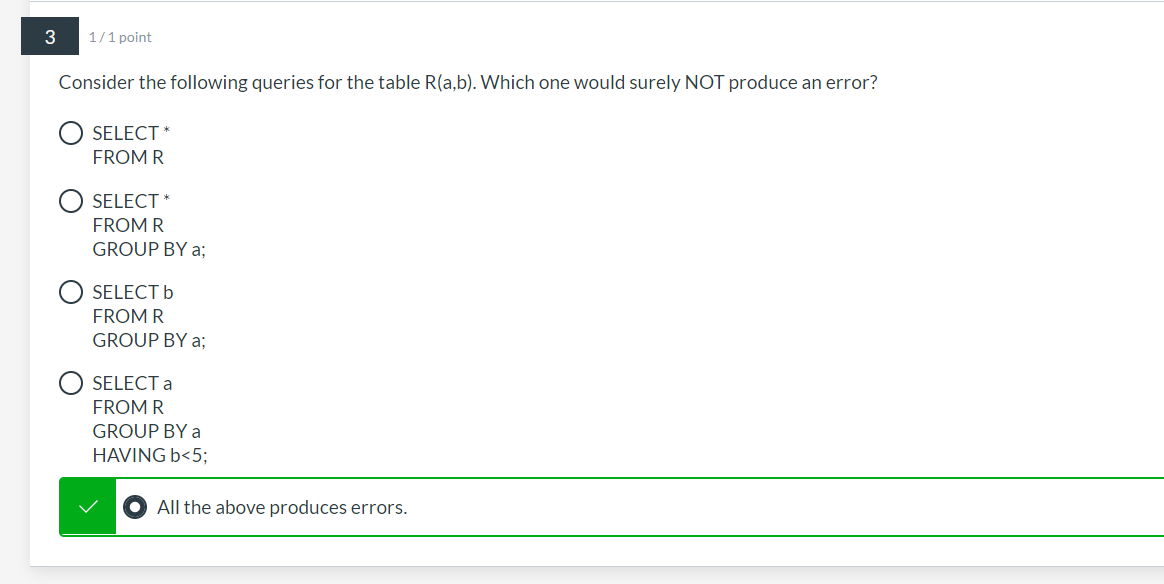 3
1 / 1 point
Consider the following queries for the table R(a,b). Which one would surely NOT produce an error?
SELECT *
FROM R
SELECT *
FROM R
GROUP BY a;
SELECT b
FROM R
GROUP BY a;
SELECT a
FROM R
GROUP BY a
HAVING b<5;
All the above produces errors.